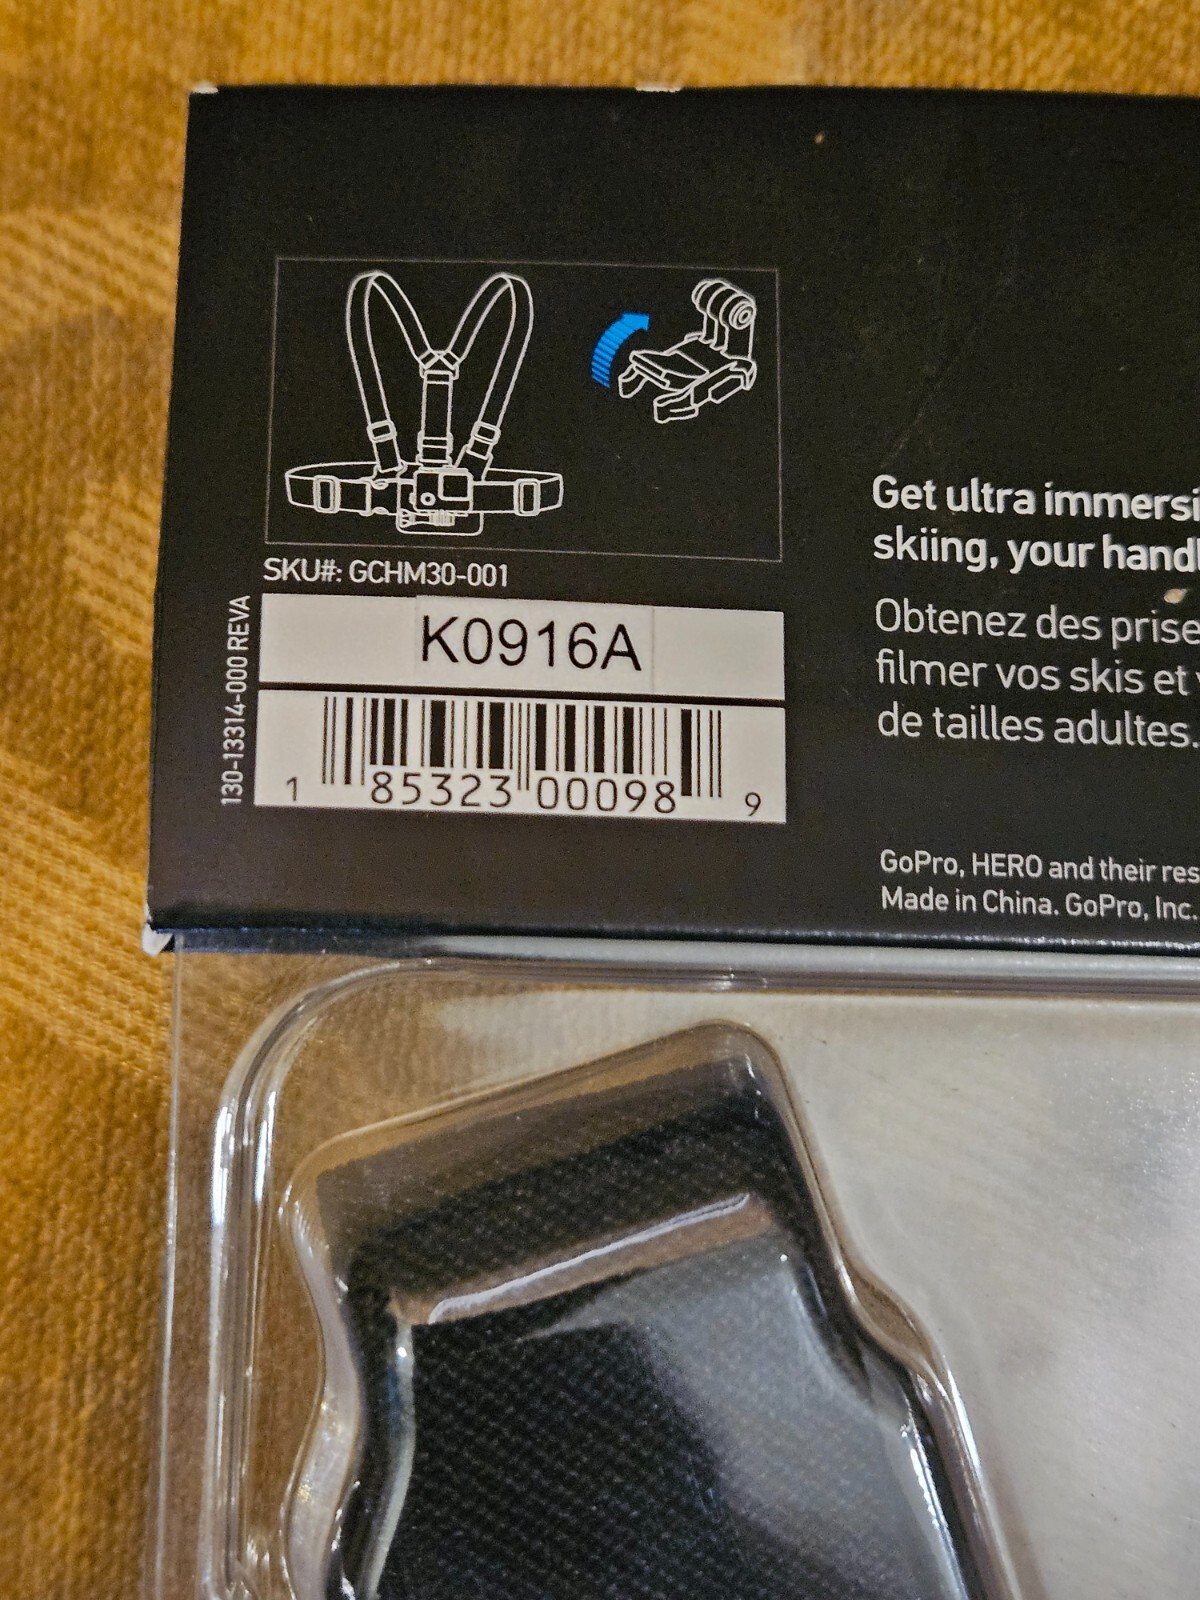 SKU#: GCHM30-001
130-13314-000 REVA
K0916A
1 85323 00098 9
Get ultra immersi
skiing, your handl
Obtenez des prise
filmer vos skis et v
de tailles adultes.
GoPro, HERO and their res
Made in China. GoPro, Inc.